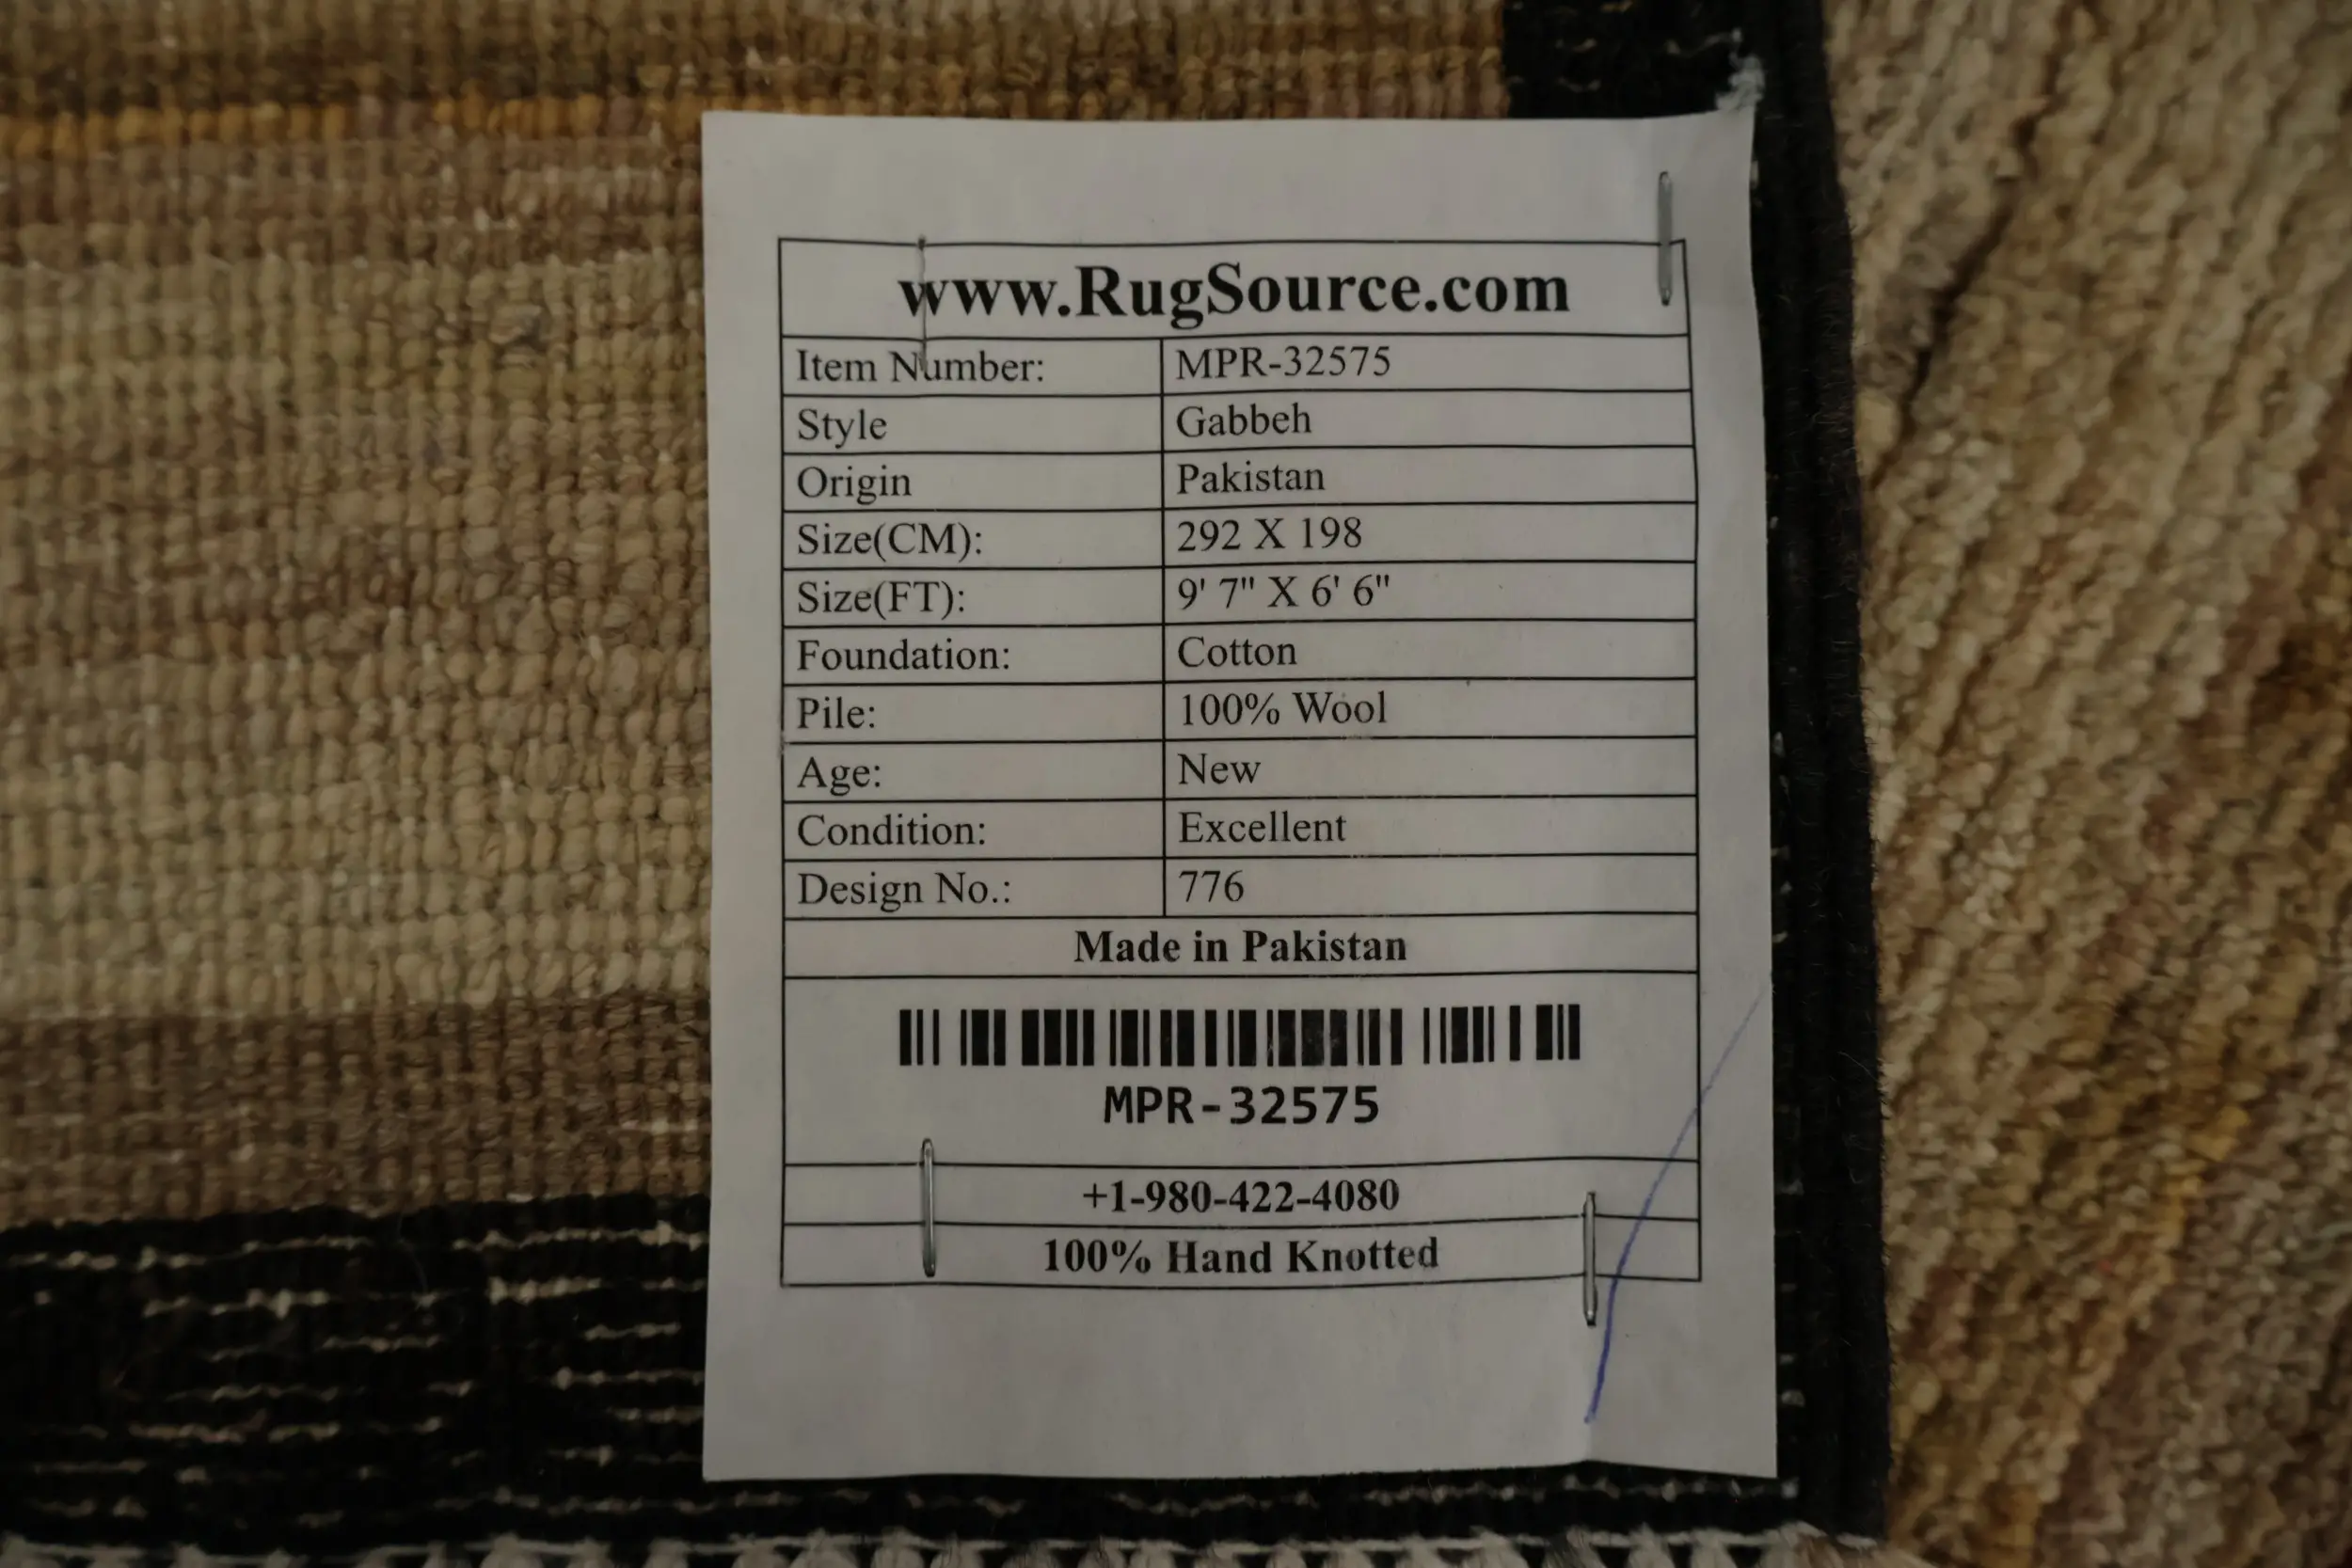 www.RugSource.com
Item Number: MPR-32575
Style Gabbeh
Origin Pakistan
Size(CM): 292 X 198
Size(FT): 9' 7" X 6' 6"
Foundation: Cotton
Pile: 100% Wool
Age: New
Condition: Excellent
Design No.: 776
Made in Pakistan
MPR-32575
+1-980-422-4080
100% Hand Knotted